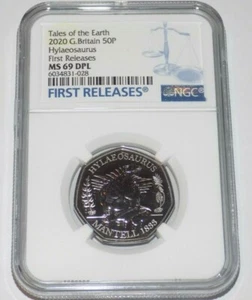 Tales of the Earth
2020 G.Britain 50P
Hylaeosaurus
First Releases
MS 69 DPL
6034831-028
FIRST RELEASES
NGC
HYLAEOSAURUS
MANTELL 1833